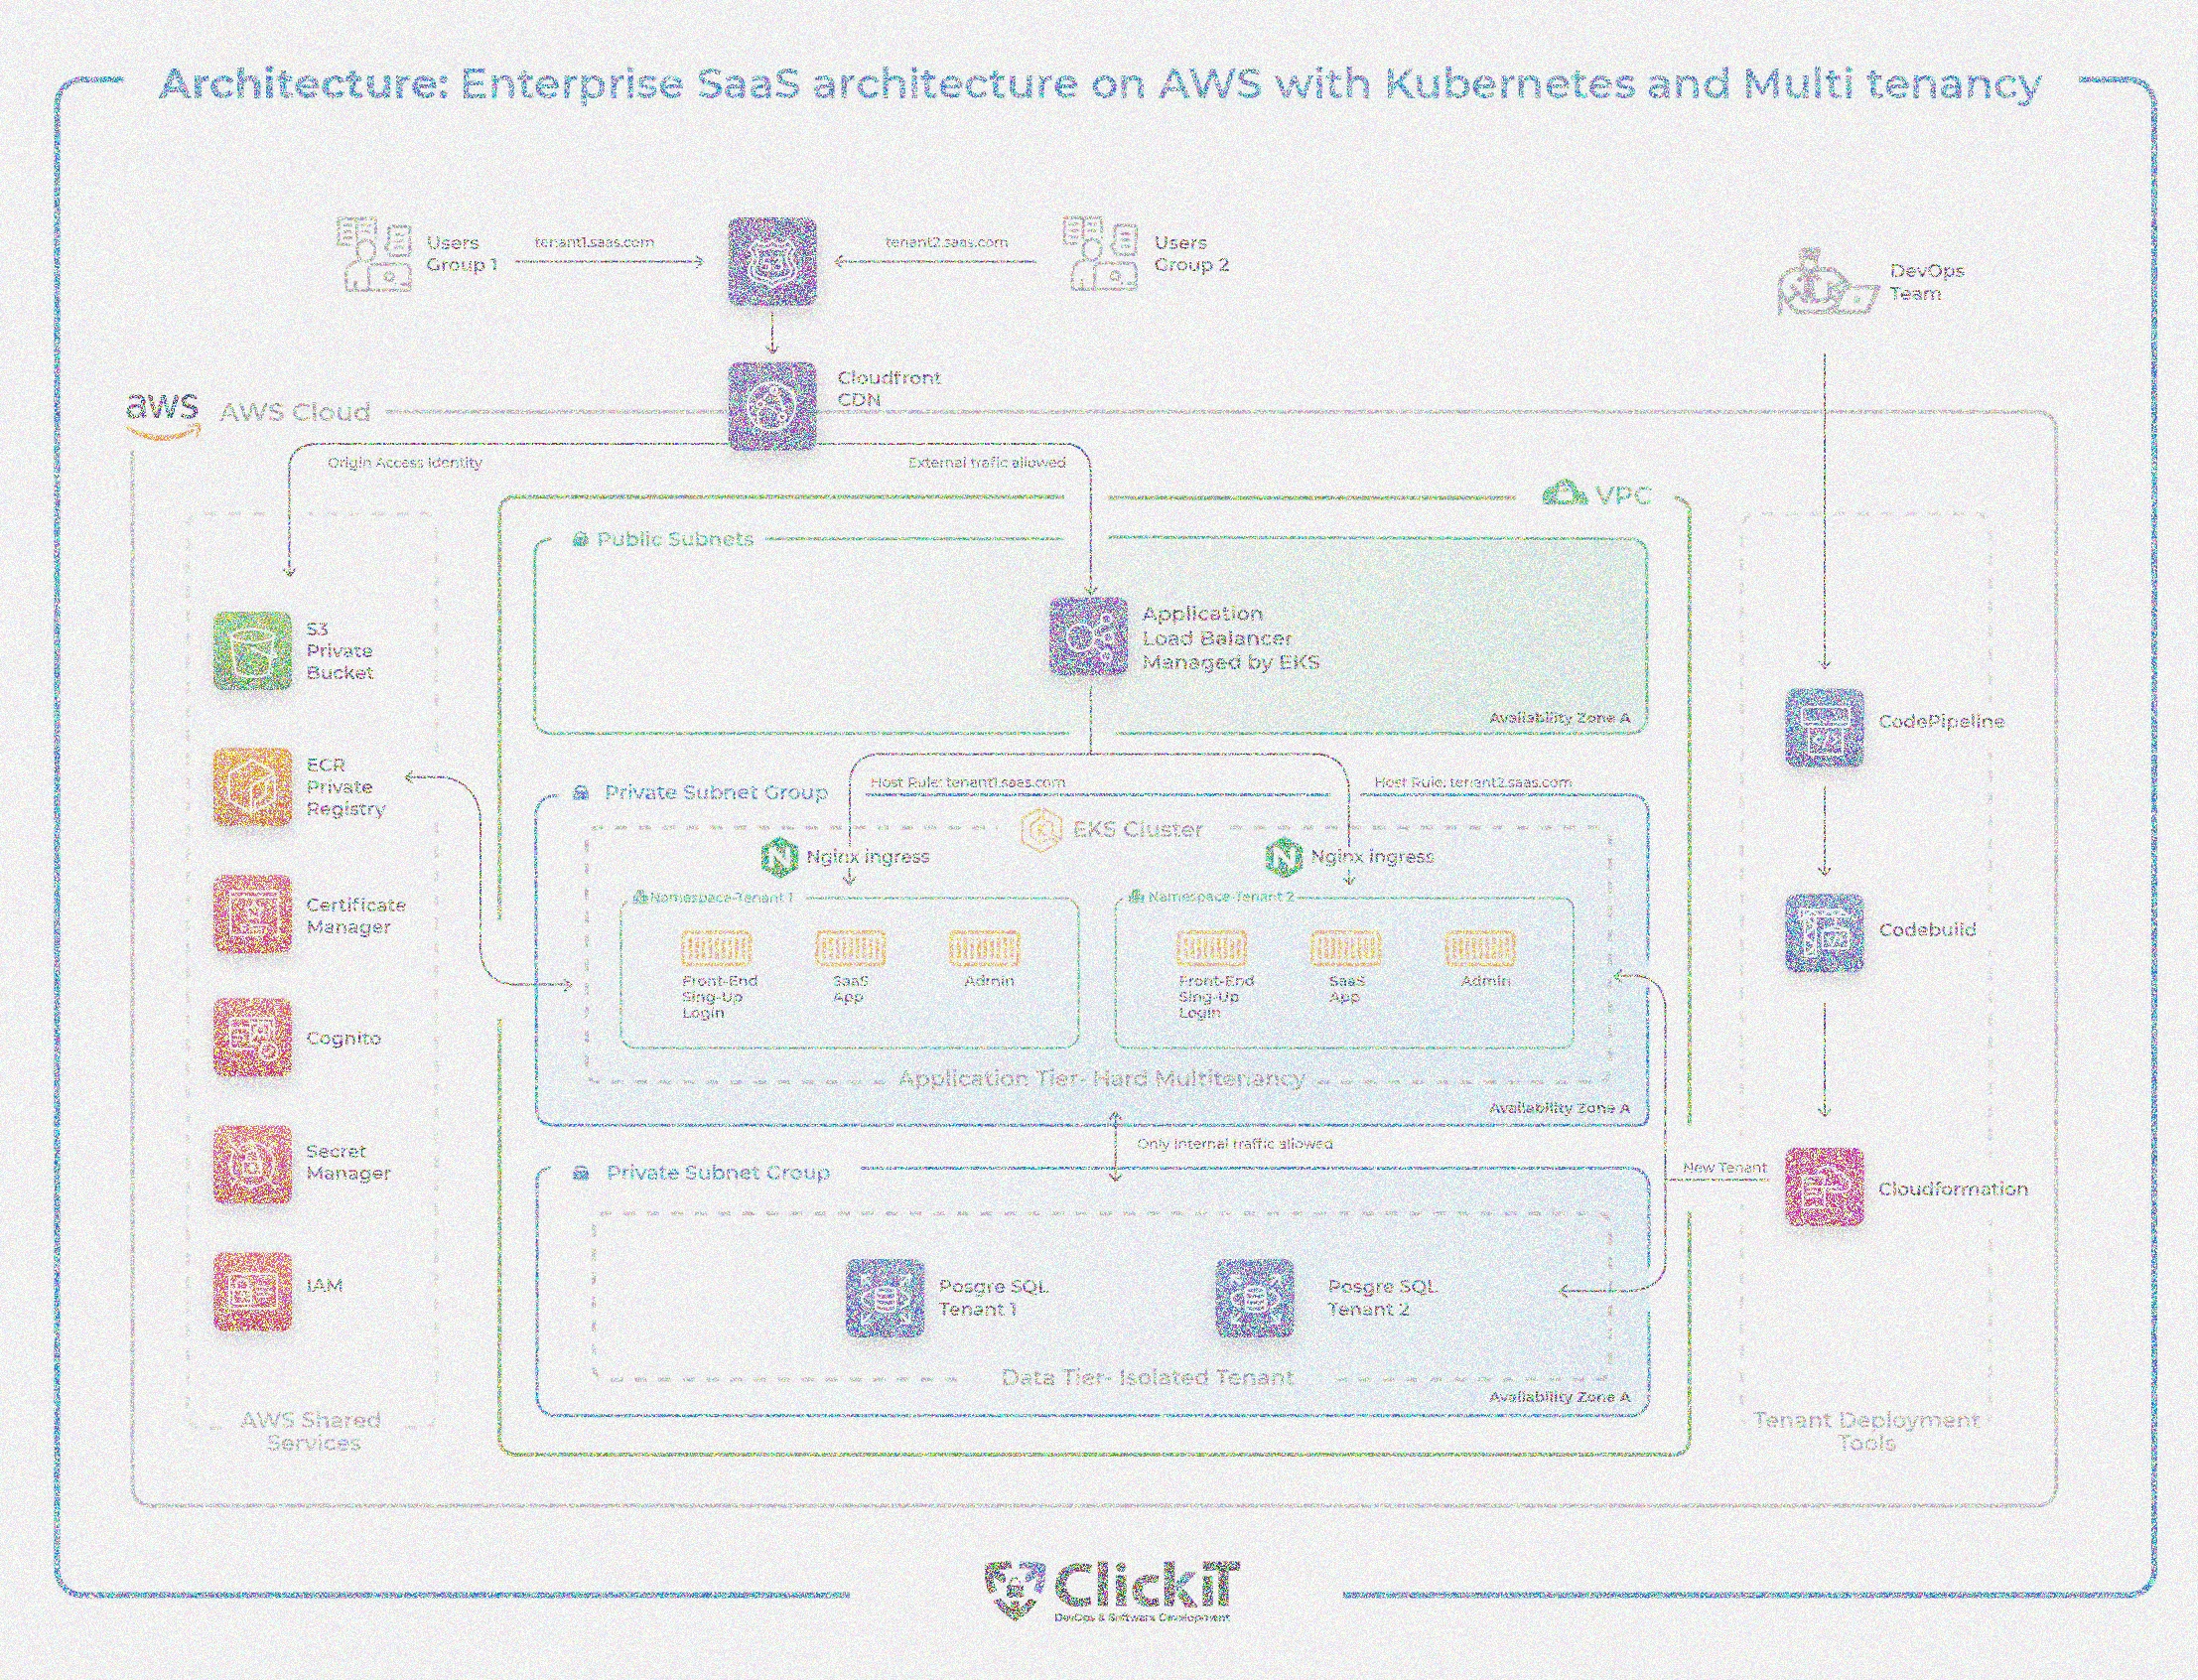 Architecture: Enterprise SaaS architecture on AWS with Kubernetes and Multi tenancy
Users
Group 1
tenant1.saas.com
53
tenant2.saas.com
Users
Group 2
DevOps
Team
Cloudfront
CDN
aws
AWS Cloud
Origin Access Identity
External trafic allowed
VPC
Public Subnets
Application
Load Balancer
Managed by EKS
Availability Zone A
S3
Private
Bucket
ECR
Private
Registry
Certificate
Manager
Cognito
Secret
Manager
IAM
AWS Shared
Services
Host Rule: tenant1.saas.com
Host Rule: tenant2.saas.com
Private Subnet Group
EKS Cluster
Nginx ingress
Nginx ingress
Namespace-Tenant 1
Front-End
Sing-Up
Login
SaaS
App
Admin
Namespace-Tenant 2
Front-End
Sing-Up
Login
SaaS
App
Admin
Application Tier- Hard Multitenancy
Availability Zone A
Only internal traffic allowed
Private Subnet Group
Posgre SQL
Tenant 1
Posgre SQL
Tenant 2
Data Tier- Isolated Tenant
Availability Zone A
CodePipeline
Codebuild
New Tenant
Cloudformation
Tenant Deployment
Tools
ClickIT
DevOps & Software Development